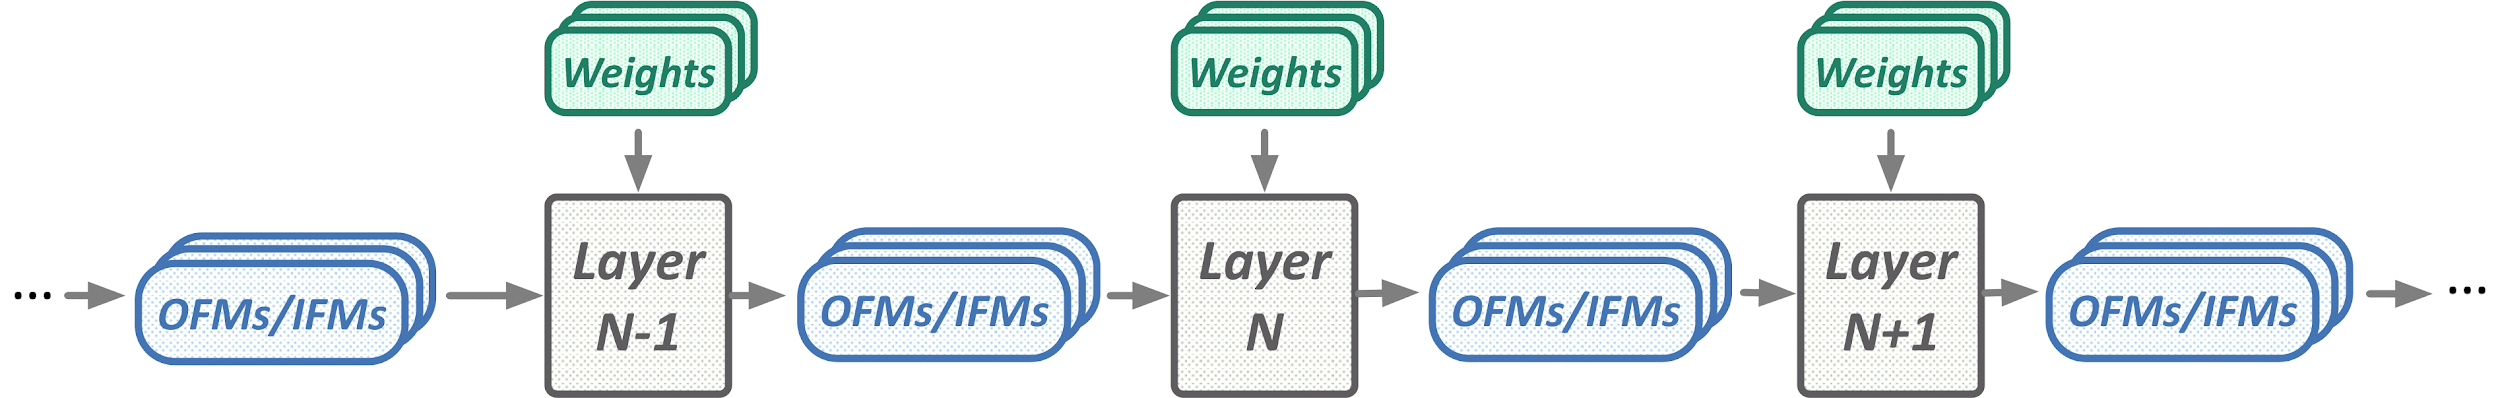 Weights
Weights
Weights
...
OFMs/IFMs
Layer
N-1
OFMs/IFMs
Layer
N
OFMs/IFMs
Layer
N+1
OFMs/IFMs
...